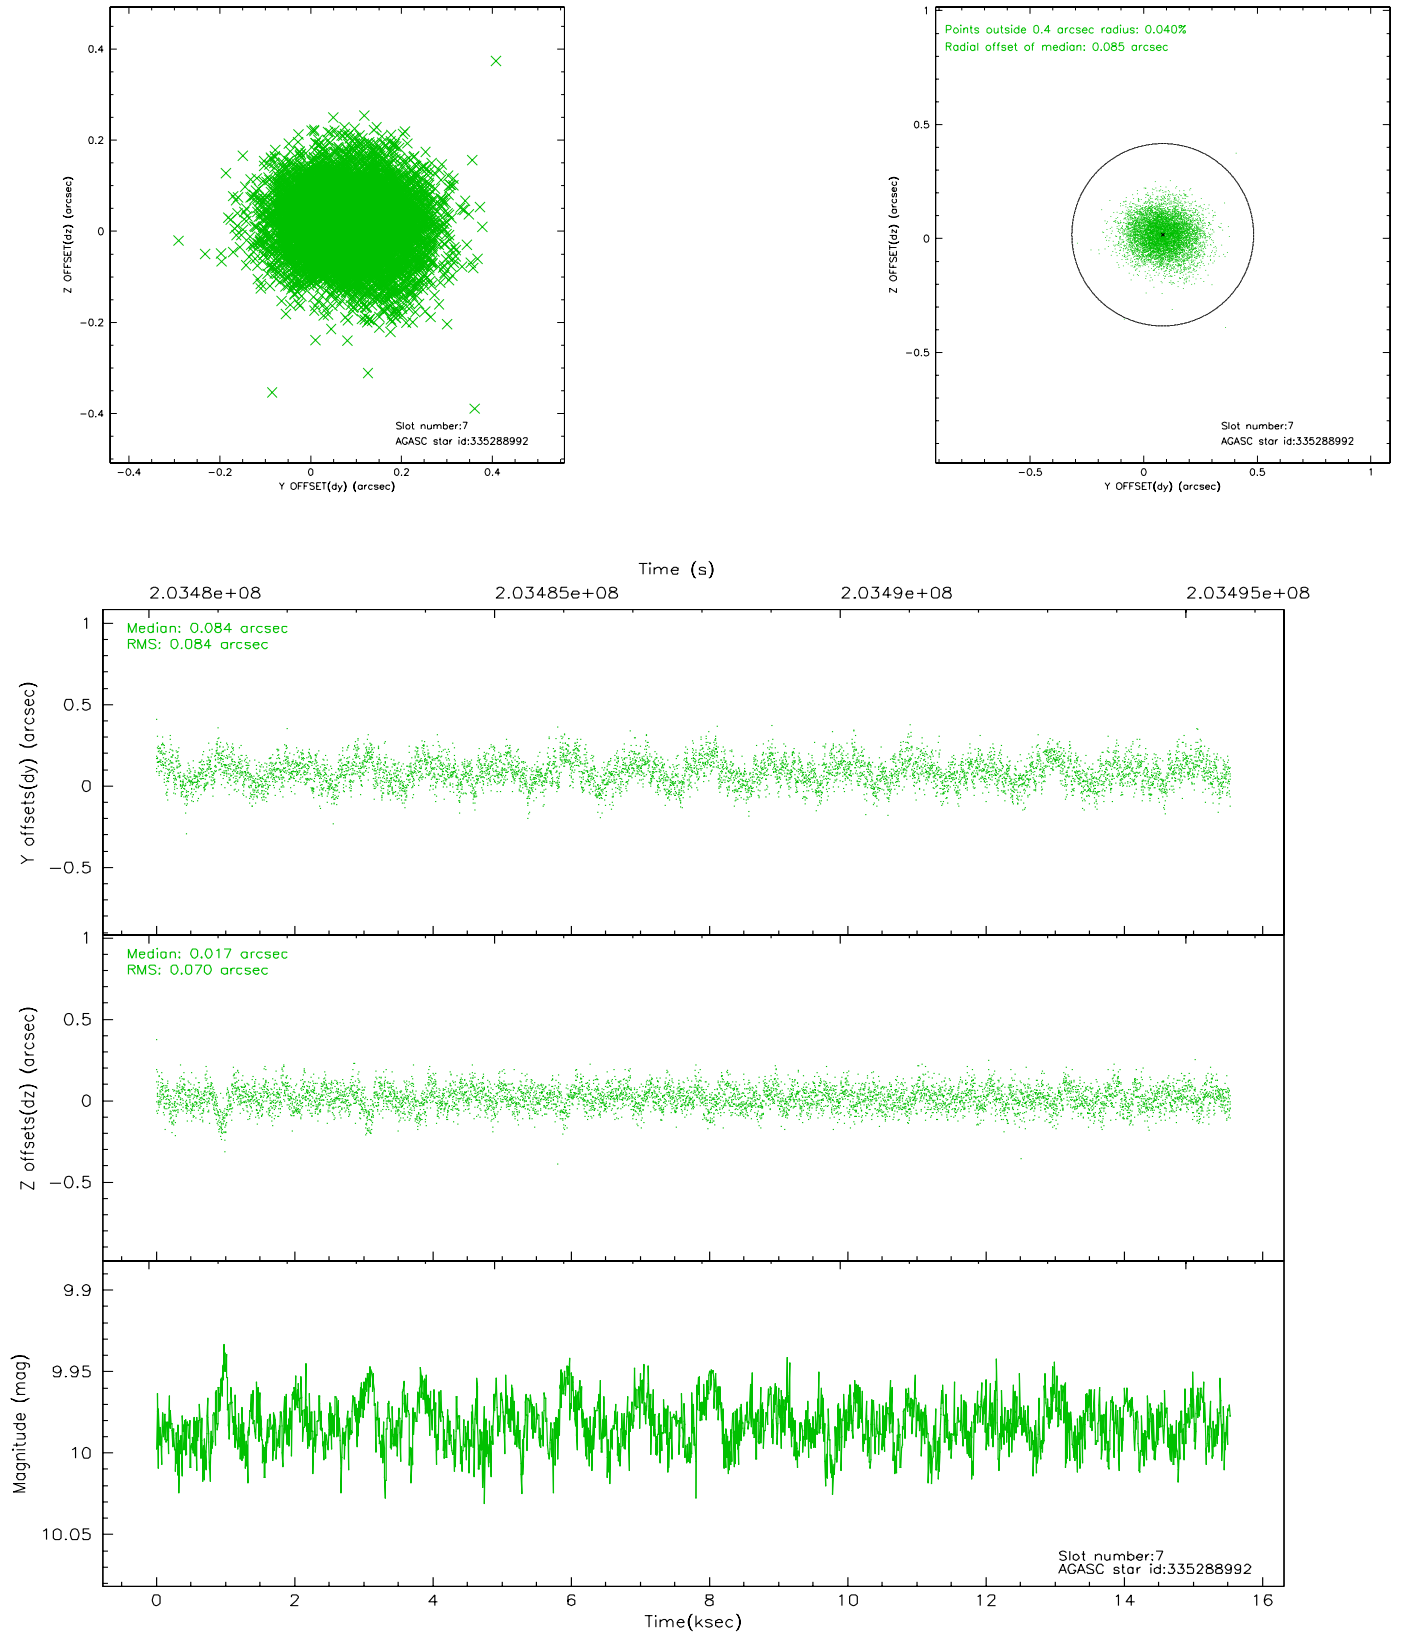 0.4
0.2
0
−0.2
−0.4
Z OFFSET(dz) (arcsec)
Slot number:7
AGASC star id:335288992
−0.4 −0.2 0 0.2 0.4
Y OFFSET(dy) (arcsec)
1
0.5
0
−0.5
Z OFFSET(dz) (arcsec)
Points outside 0.4 arcsec radius: 0.040%
Radial offset of median: 0.085 arcsec
Slot number:7
AGASC star id:335288992
−0.5 0 0.5 1
Y OFFSET(dy) (arcsec)
Time (s)
2.0348e+08 2.03485e+08 2.0349e+08 2.03495e+08
1
0.5
0
−0.5
Y offsets(dy) (arcsec)
Median: 0.084 arcsec
RMS: 0.084 arcsec
1
0.5
0
−0.5
Z offsets(dz) (arcsec)
Median: 0.017 arcsec
RMS: 0.070 arcsec
9.9
9.95
10
10.05
Magnitude (mag)
Slot number:7
AGASC star id:335288992
0 2 4 6 8 10 12 14 16
Time(ksec)